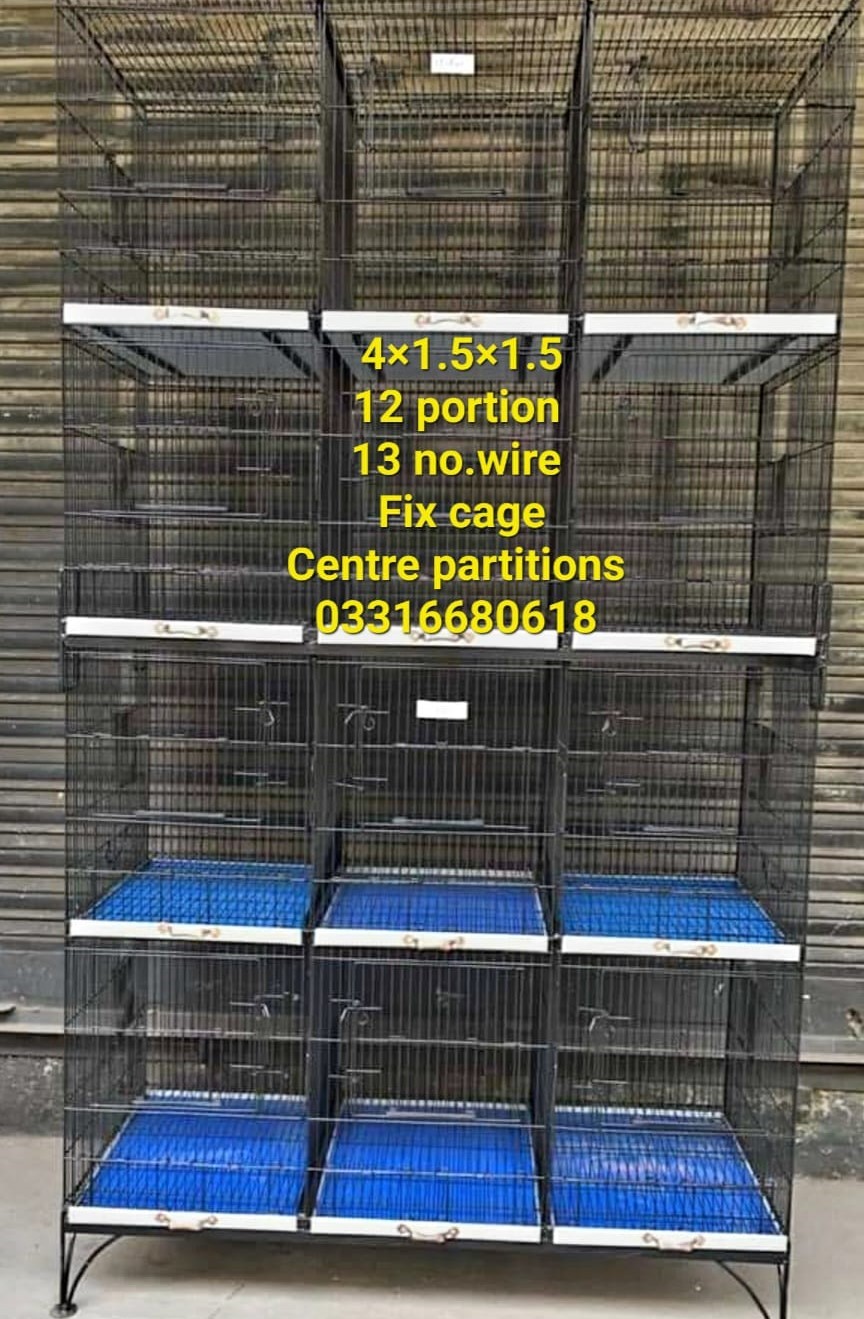 4×1.5×1.5
12 portion
13 no.wire
Fix cage
Centre partitions
03316680618